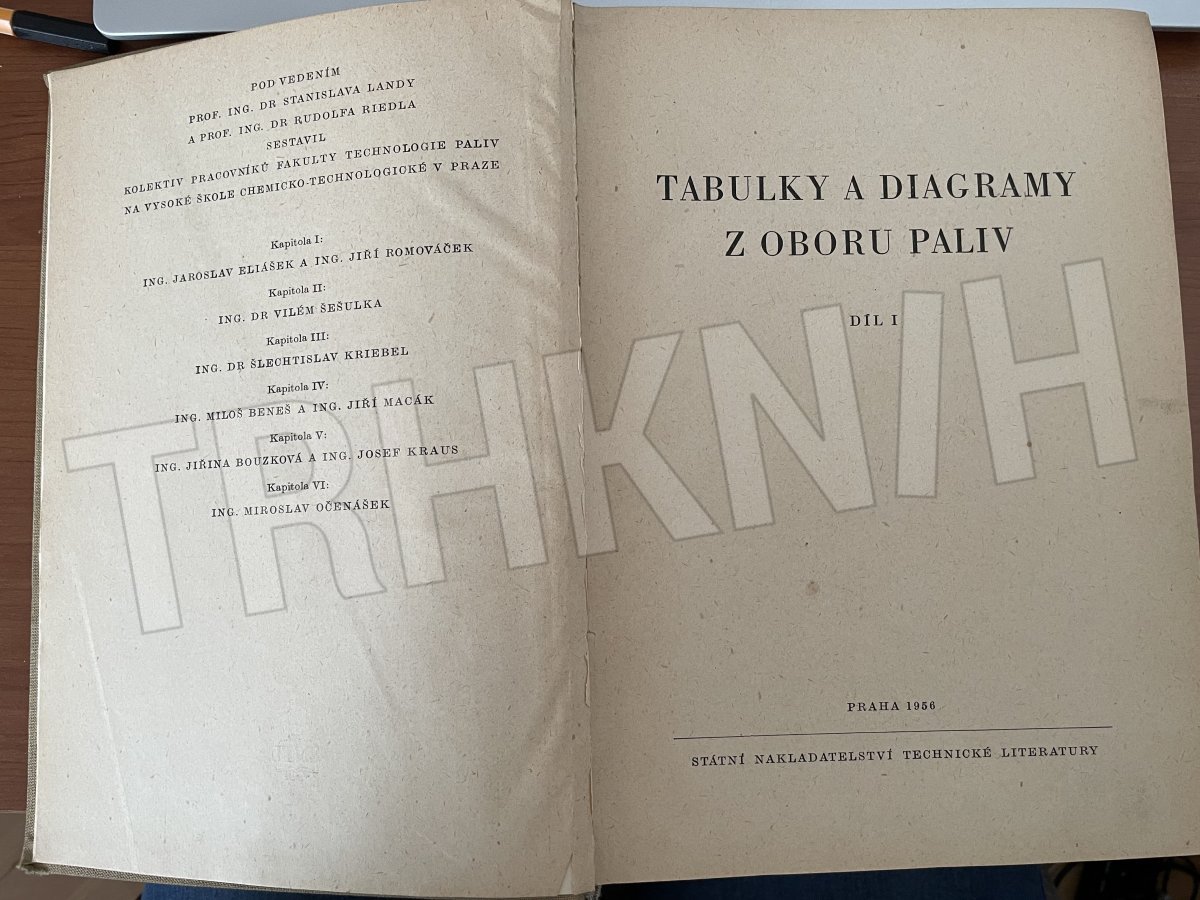 POD VEDENÍM
PROF. ING. DR STANISLAVA LANDY
A PROF. ING. DR RUDOLFA RIEDLA
SESTAVIL
KOLEKTIV PRACOVNÍKŮ FAKULTY TECHNOLOGIE PALIV
NA VYSOKÉ ŠKOLE CHEMICKO-TECHNOLOGICKÉ V PRAZE
Kapitola I:
ING. JAROSLAV ELIÁŠEK A ING. JIŘÍ ROMOVÁČEK
Kapitola II:
ING. DR VILÉM ŠEŠULKA
Kapitola III:
ING. DR ŠLECHTISLAV KRIEBEL
Kapitola IV:
ING. MILOŠ BENEŠ A ING. JIŘÍ MACÁK
Kapitola V:
ING. JIŘINA BOUZKOVÁ A ING. JOSEF KRAUS
Kapitola VI:
ING. MIROSLAV OČENÁŠEK
TABULKY A DIAGRAMY
Z OBORU PALIV
DÍL I
PRAHA 1956
STÁTNÍ NAKLADATELSTVÍ TECHNICKÉ LITERATURY
TRHKNIH